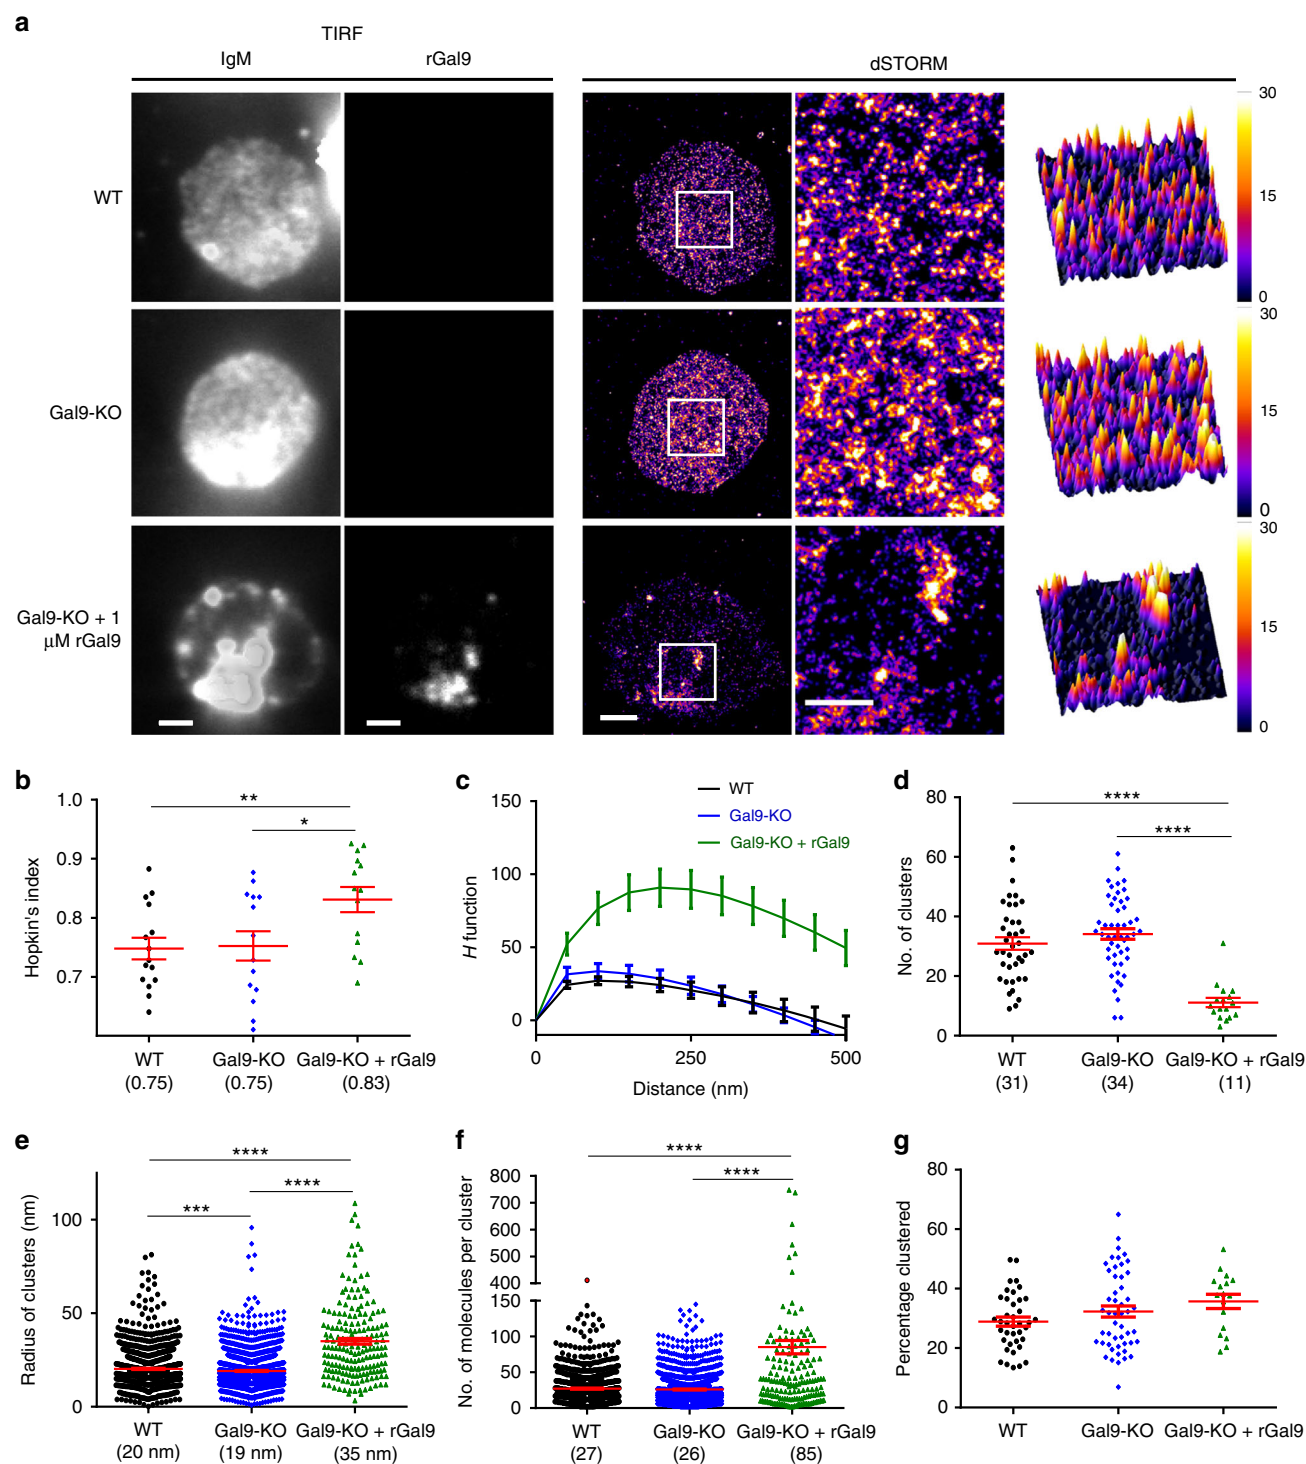 a
TIRF
IgM
rGal9
dSTORM
WT
Gal9-KO
Gal9-KO + 1
μM rGal9
30
15
0
30
15
0
30
15
0
b
Hopkin's index
1.0
0.9
0.8
0.7
**
*
WT
(0.75)
Gal9-KO
(0.75)
Gal9-KO + rGal9
(0.83)
c
H function
150
100
50
0
0
250
500
Distance (nm)
WT
Gal9-KO
Gal9-KO + rGal9
d
No. of clusters
80
60
40
20
0
****
****
WT
(31)
Gal9-KO
(34)
Gal9-KO + rGal9
(11)
e
Radius of clusters (nm)
100
50
0
****
****
***
WT
(20 nm)
Gal9-KO
(19 nm)
Gal9-KO + rGal9
(35 nm)
f
No. of molecules per cluster
800
700
600
500
400
150
100
50
0
****
****
WT
(27)
Gal9-KO
(26)
Gal9-KO + rGal9
(85)
g
Percentage clustered
80
60
40
20
0
WT
Gal9-KO
Gal9-KO + rGal9